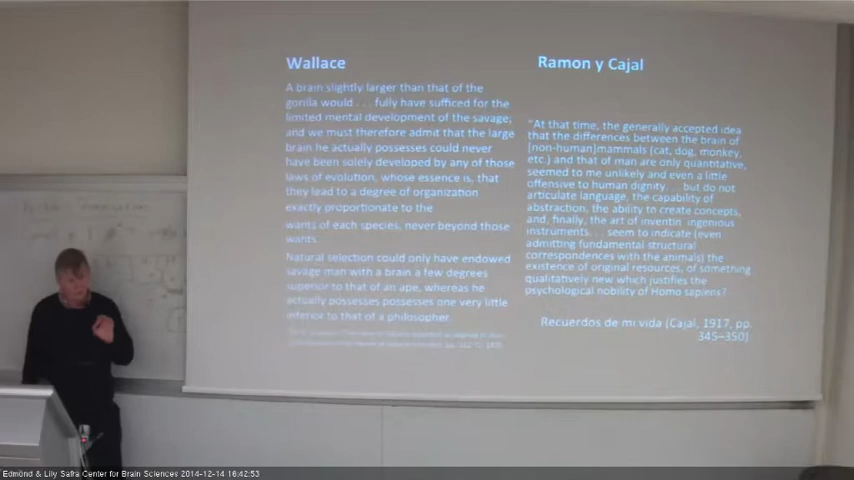 Wallace
A brain slightly larger than that of the
gorilla would . . . fully have sufficed for the
limited mental development of the savage,
and we must therefore admit that the large
brain he actually possesses could never
have been solely developed by any of those
laws of evolution, whose essence is, that
they lead to a degree of organization
exactly proportionate to the
wants of each species, never beyond those
wants
Natural selection could only have endowed
savage man with a brain a few degrees
superior to that of an ape, whereas he
actually possesses possesses one very little
inferior to that of a philosopher.
Ramon y Cajal
"At that time, the generally accepted idea
that the differences between the brain of
[non-human]mammals (cat, dog, monkey,
etc.) and that of man are only quantitative,
seemed to me unlikely and even a little
offensive to human dignity. . . but do not
articulate language, the capability of
abstraction, the ability to create concepts,
and, finally, the art of inventin ingenious
instruments. . . seem to indicate (even
admitting fundamental structural
correspondences with the animals) the
existence of original resources, of something
qualitatively new which justifies the
psychological nobility of Homo sapiens?
Recuerdos de mi vida (Cajal, 1917, pp.
345–350)
Edmond & Lily Safra Center for Brain Sciences 2014-12-14 16:42:53